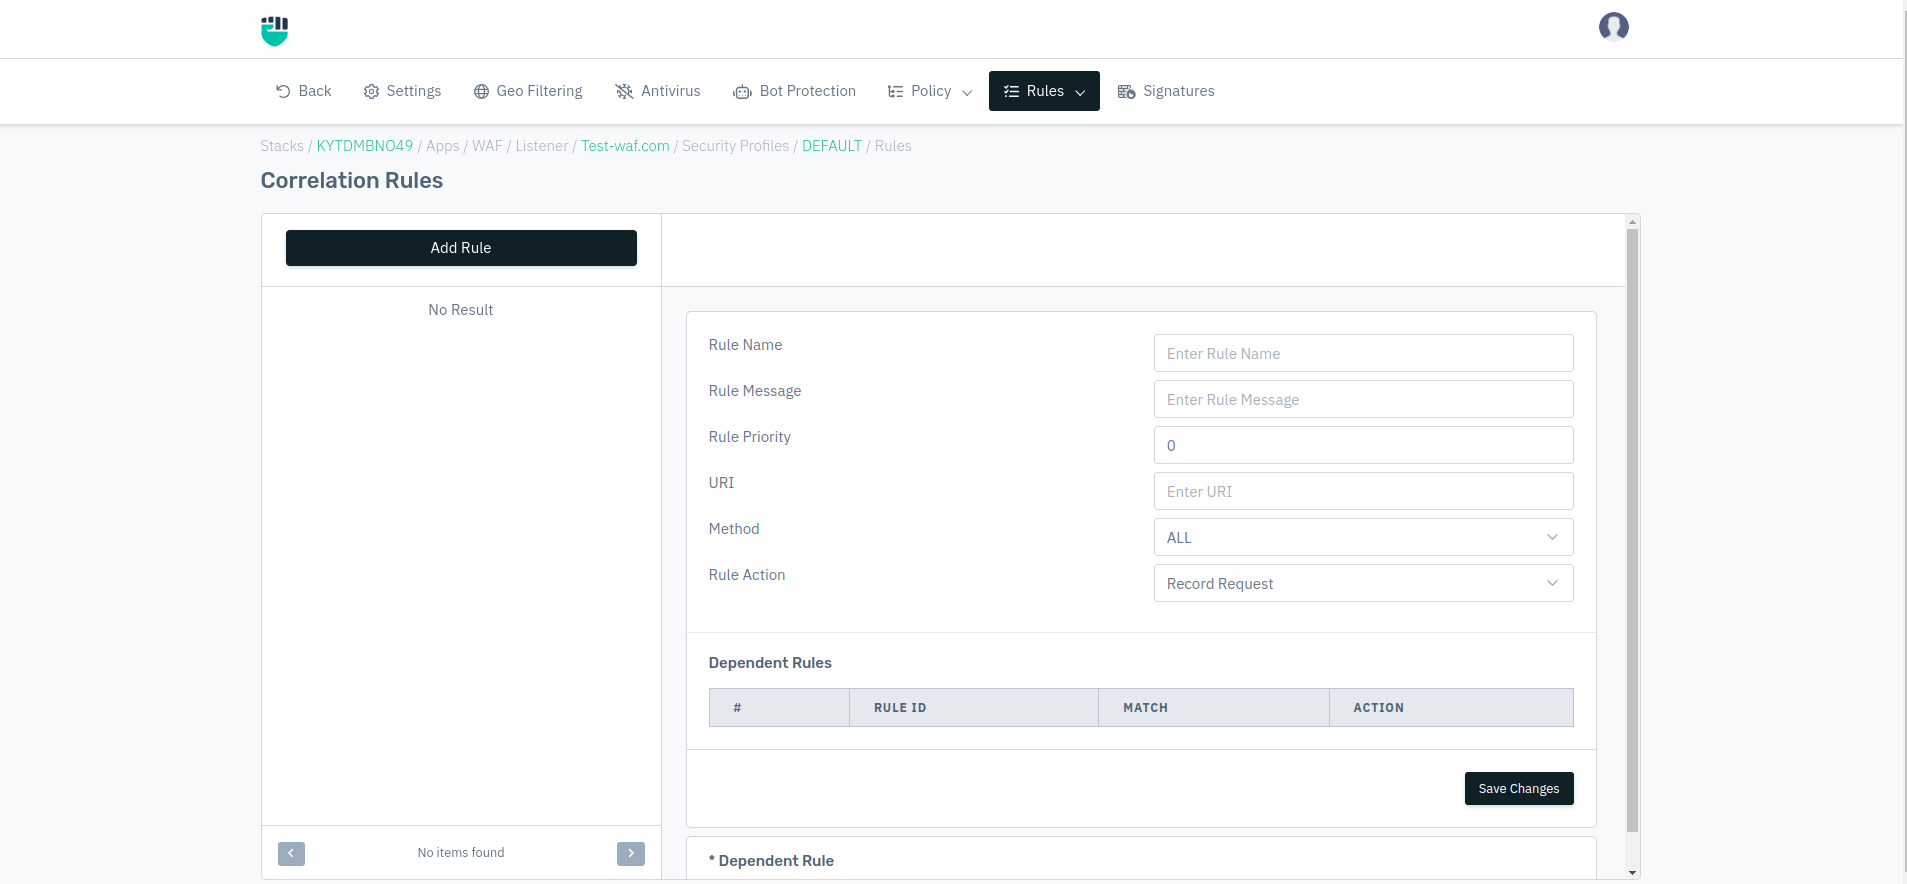 Back Settings Geo Filtering Antivirus Bot Protection Policy Rules Signatures
Stacks / KYTDMBNO49 / Apps / WAF / Listener / Test-waf.com / Security Profiles / DEFAULT / Rules
Correlation Rules
Add Rule
No Result
Rule Name Enter Rule Name
Rule Message Enter Rule Message
Rule Priority 0
URI Enter URI
Method ALL
Rule Action Record Request
Dependent Rules
# RULE ID MATCH ACTION
Save Changes
No items found
* Dependent Rule